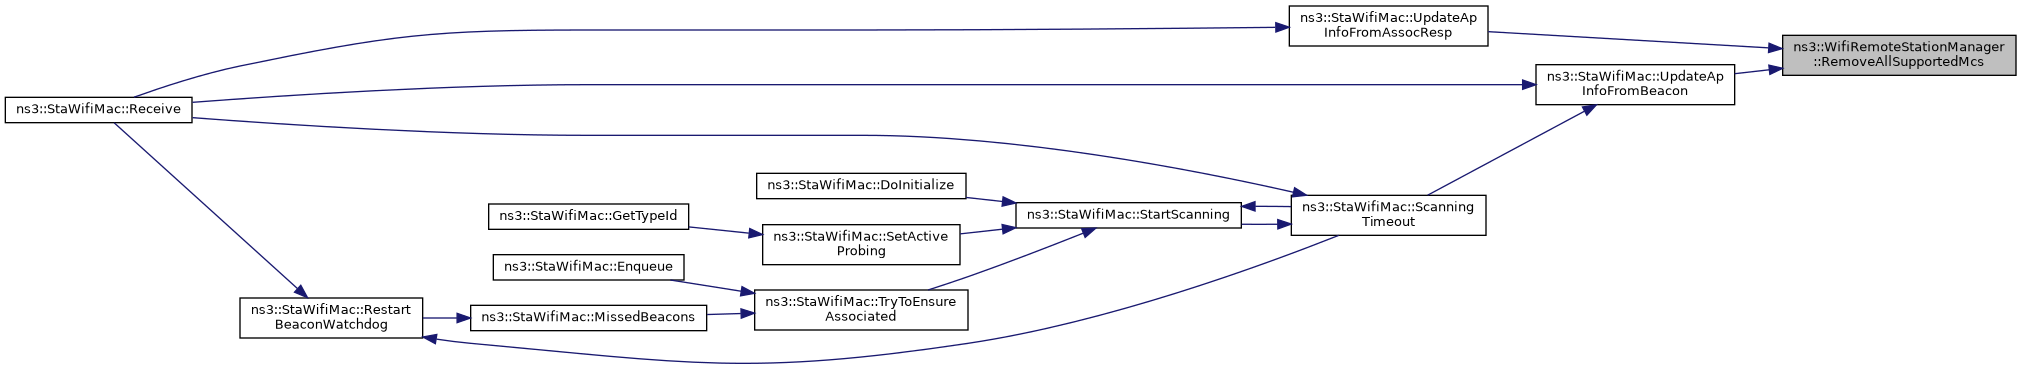 ns3::StaWifiMac::UpdateAp
InfoFromAssocResp
ns3::WifiRemoteStationManager
::RemoveAllSupportedMcs
ns3::StaWifiMac::UpdateAp
InfoFromBeacon
ns3::StaWifiMac::Receive
ns3::StaWifiMac::DoInitialize
ns3::StaWifiMac::GetTypeId
ns3::StaWifiMac::StartScanning
ns3::StaWifiMac::Scanning
Timeout
ns3::StaWifiMac::SetActive
Probing
ns3::StaWifiMac::Enqueue
ns3::StaWifiMac::TryToEnsure
Associated
ns3::StaWifiMac::Restart
BeaconWatchdog
ns3::StaWifiMac::MissedBeacons